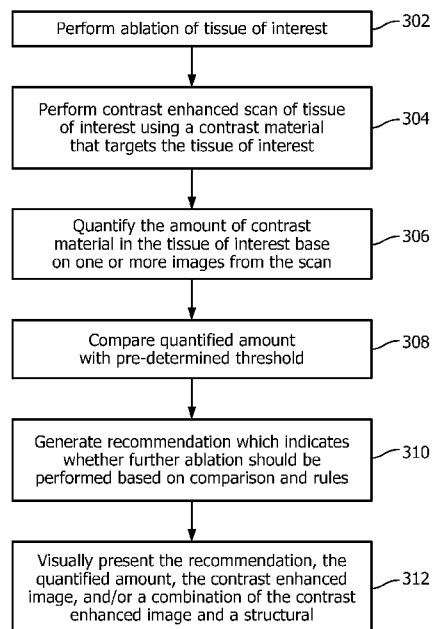 Perform ablation of tissue of interest
302
Perform contrast enhanced scan of tissue
of interest using a contrast material
that targets the tissue of interest
304
Quantify the amount of contrast
material in the tissue of interest base
on one or more images from the scan
306
Compare quantified amount
with pre-determined threshold
308
Generate recommendation which indicates
whether further ablation should be
performed based on comparison and rules
310
Visually present the recommendation, the
quantified amount, the contrast enhanced
image, and/or a combination of the contrast
enhanced image and a structural
312